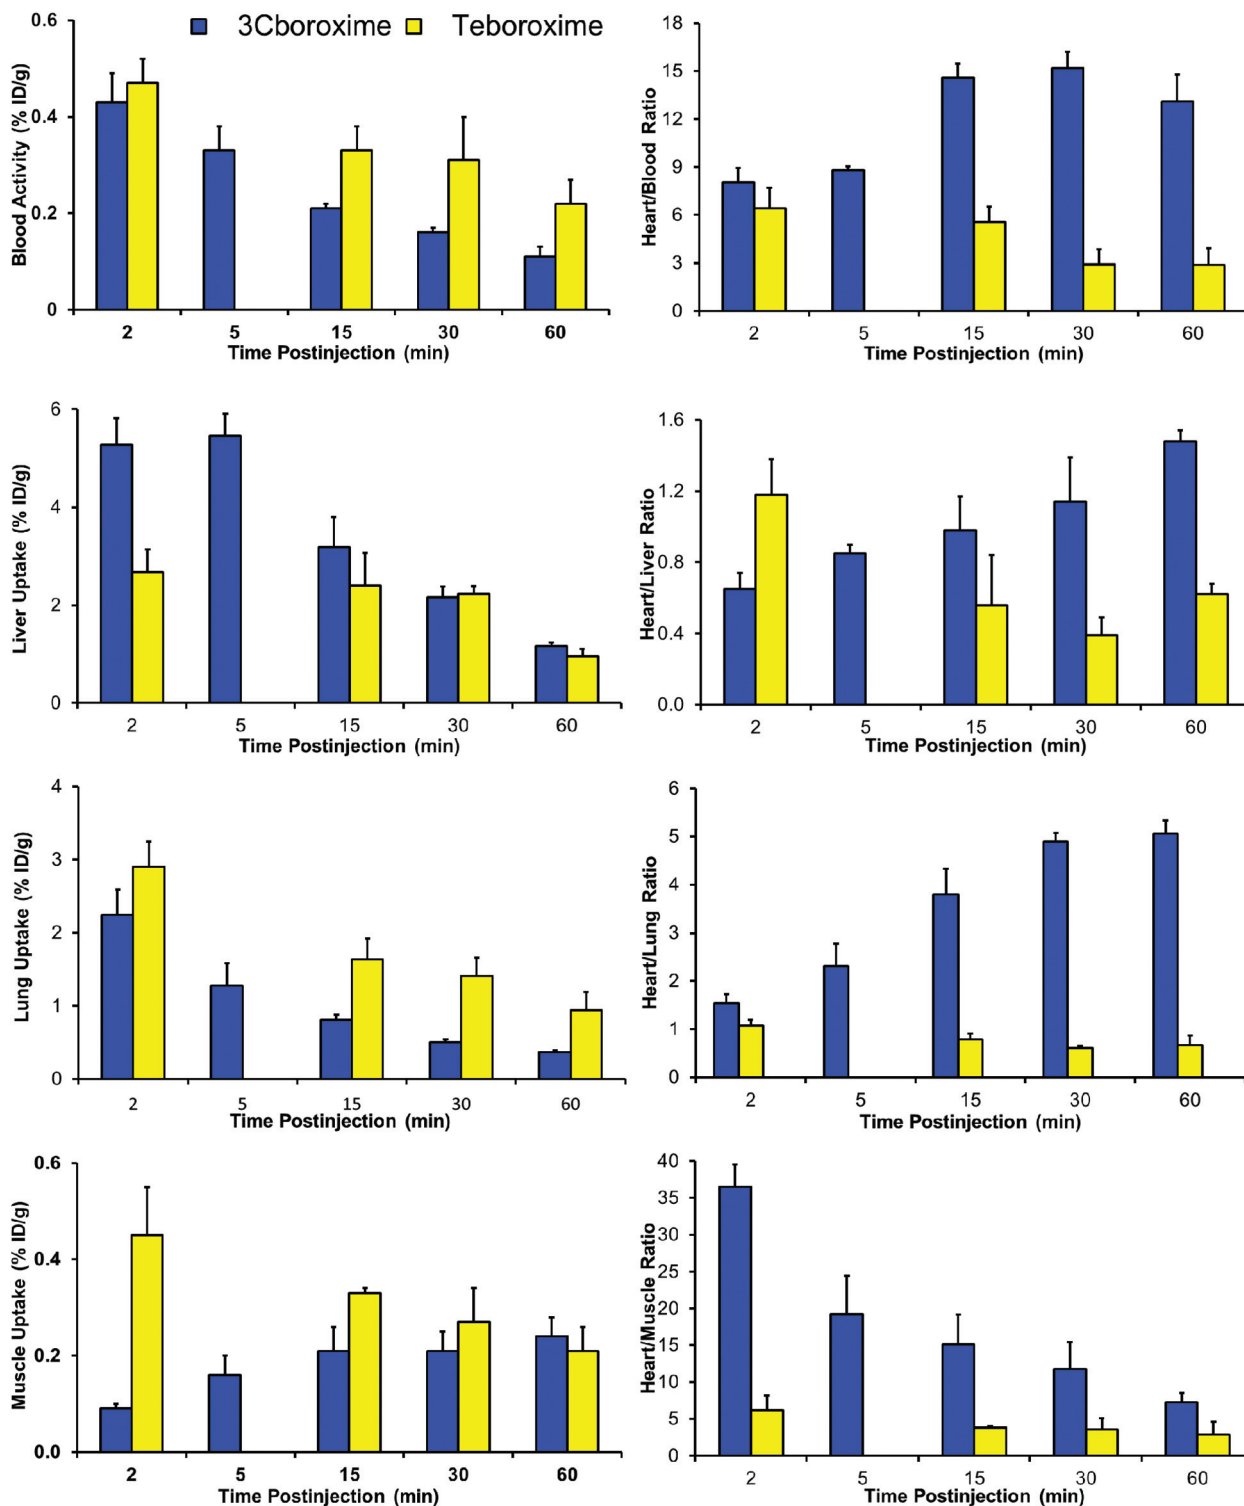 3Cboroxime Teboroxime
Blood Activity (% ID/g)
0.6
0.4
0.2
0
2 5 15 30 60
Time Postinjection (min)
Heart/Blood Ratio
18
15
12
9
6
3
0
2 5 15 30 60
Time Postinjection (min)
Liver Uptake (% ID/g)
6
4
2
0
2 5 15 30 60
Time Postinjection (min)
Heart/Liver Ratio
1.6
1.2
0.8
0.4
0.0
2 5 15 30 60
Time Postinjection (min)
Lung Uptake (% ID/g)
4
3
2
1
0
2 5 15 30 60
Time Postinjection (min)
Heart/Lung Ratio
6
5
4
3
2
1
0
2 5 15 30 60
Time Postinjection (min)
Muscle Uptake (% ID/g)
0.6
0.4
0.2
0.0
2 5 15 30 60
Time Postinjection (min)
Heart/Muscle Ratio
40
35
30
25
20
15
10
5
0
2 5 15 30 60
Time Postinjection (min)